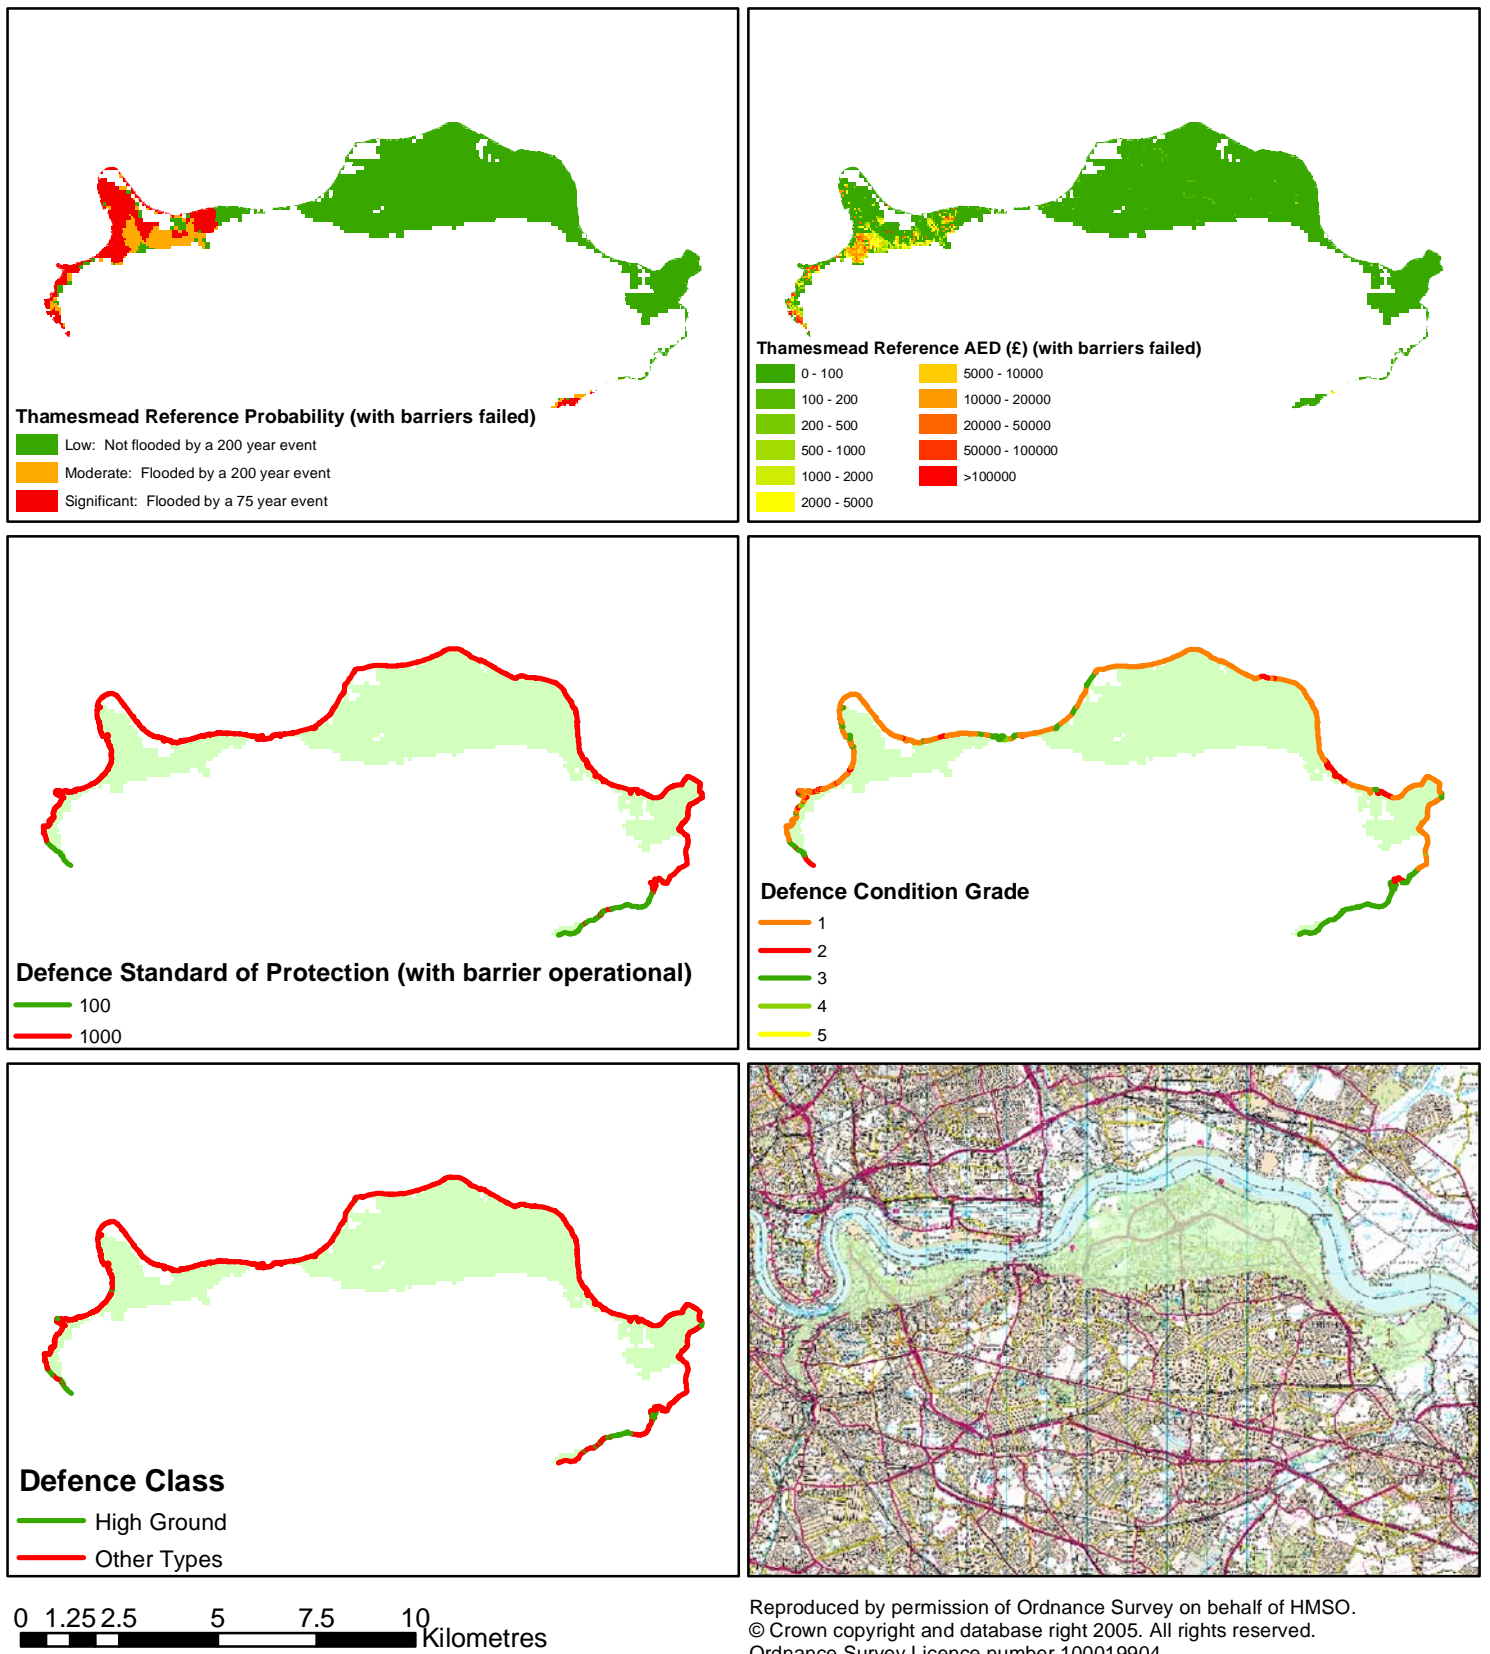 Thamesmead Reference Probability (with barriers failed)
Low: Not flooded by a 200 year event
Moderate: Flooded by a 200 year event
Significant: Flooded by a 75 year event
Thamesmead Reference AED (£) (with barriers failed)
0 - 100
100 - 200
200 - 500
500 - 1000
1000 - 2000
2000 - 5000
5000 - 10000
10000 - 20000
20000 - 50000
50000 - 100000
>100000
Defence Standard of Protection (with barrier operational)
100
1000
Defence Condition Grade
1
2
3
4
5
Defence Class
High Ground
Other Types
0 1.25 2.5 5 7.5 10
Kilometres
Reproduced by permission of Ordnance Survey on behalf of HMSO.
© Crown copyright and database right 2005. All rights reserved.
Ordnance Survey Licence number 100019904